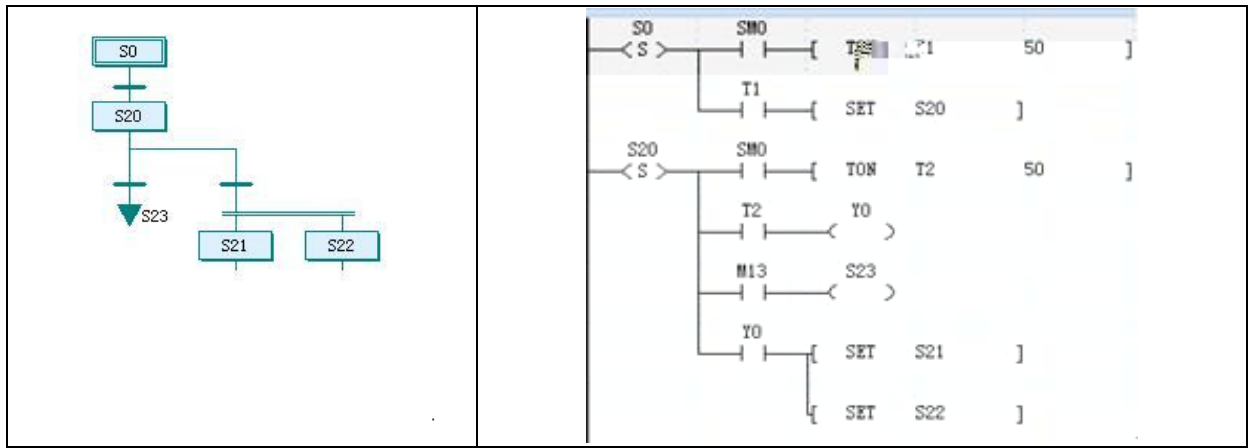 S0
S20
S23
S21 S22
S0 SM0
S 50
T1
SET S20
S20 SM0
S TON T2 50
T2 Y0
M13 S23
Y0
SET S21
SET S22